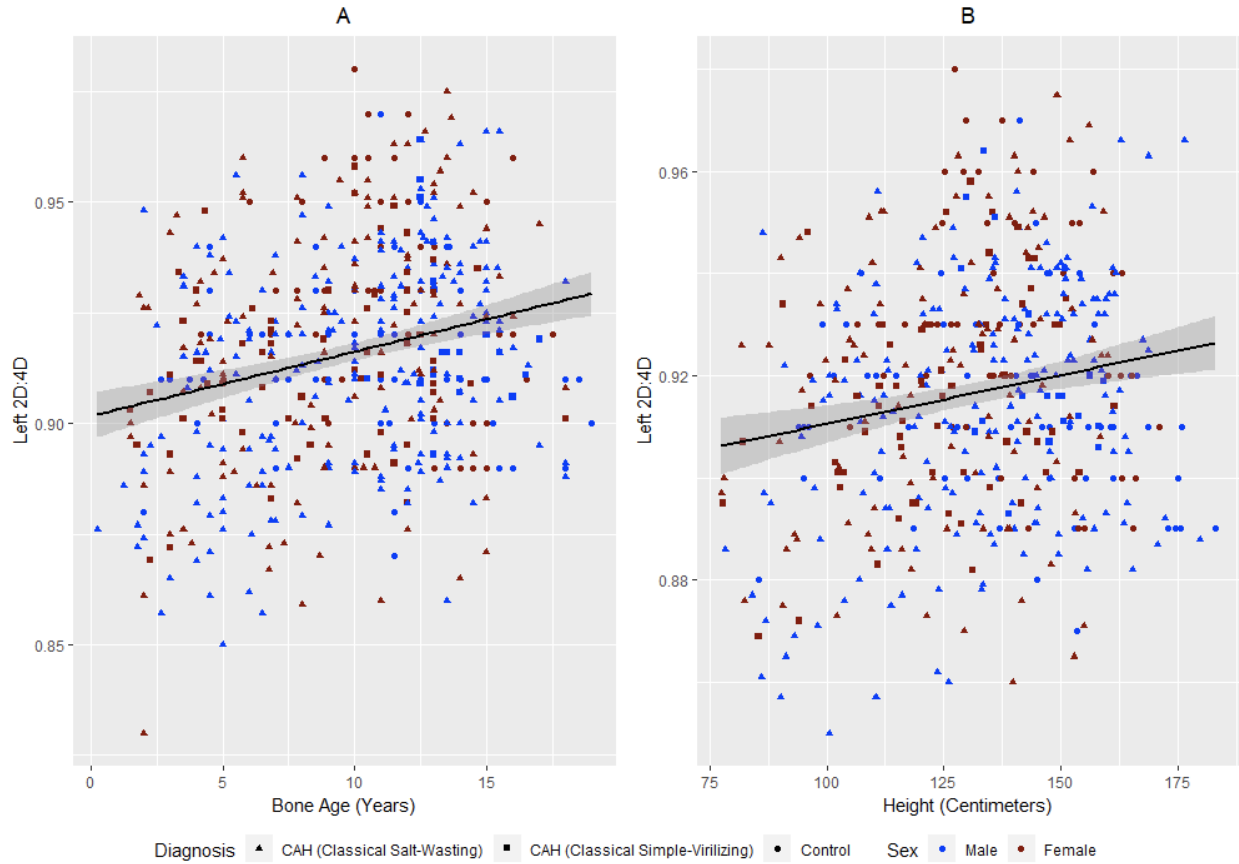 A
B
0.95
0.90
0.85
Left 2D:4D
0
5
10
15
Bone Age (Years)
0.96
0.92
0.88
Left 2D:4D
75
100
125
150
175
Height (Centimeters)
Diagnosis CAH (Classical Salt-Wasting) CAH (Classical Simple-Virilizing) Control Sex Male Female